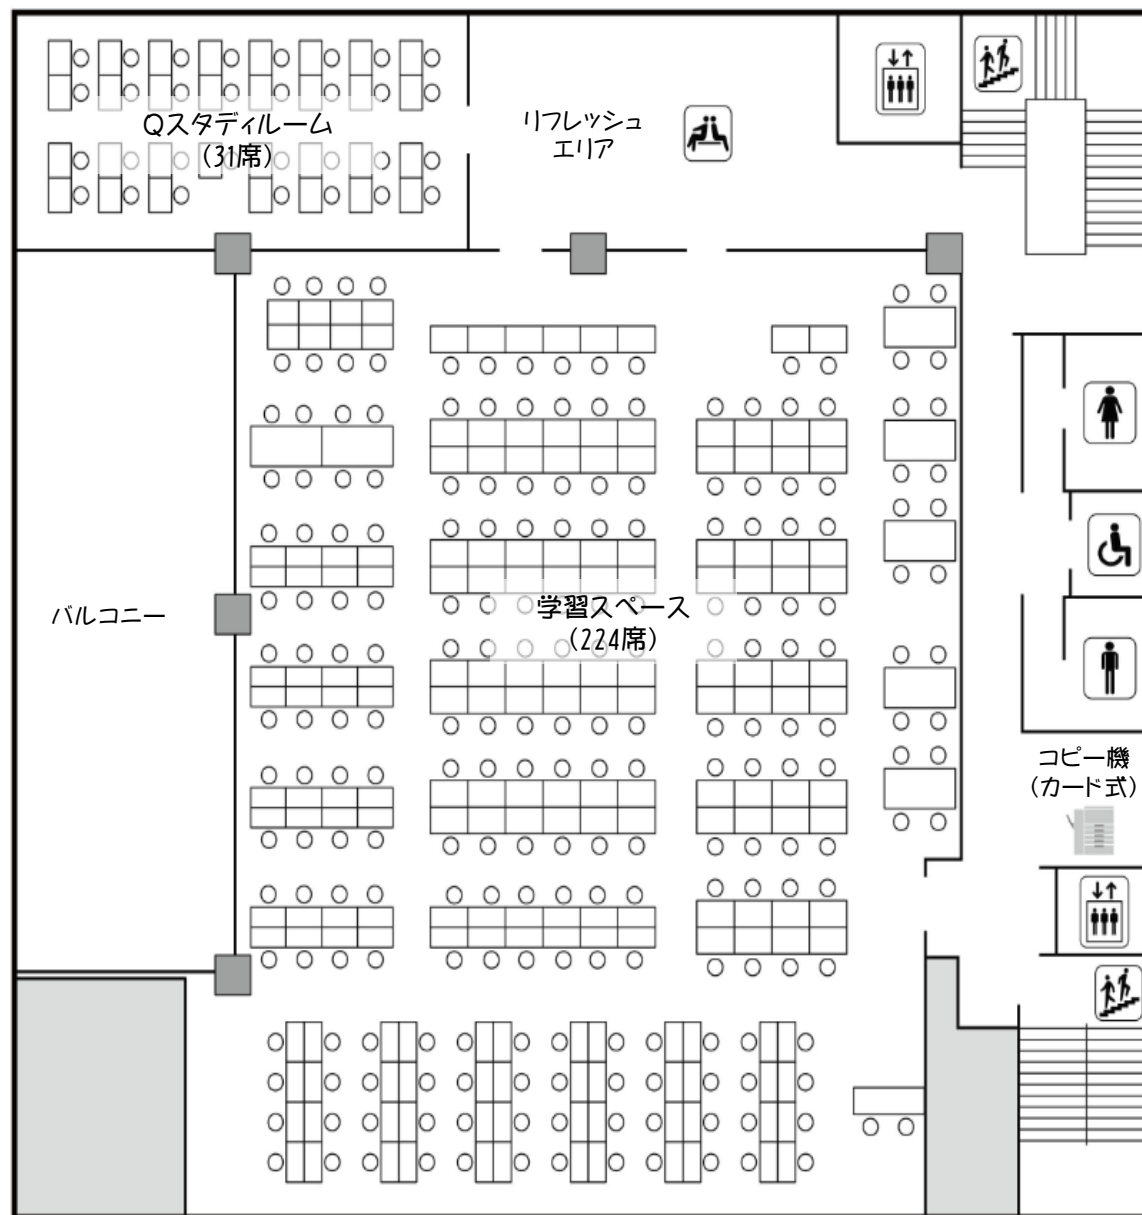 Qスタディルーム
(31席)
リフレッシュ
エリア
バルコニー
学習スペース
(224席)
コピー機
(カード式)